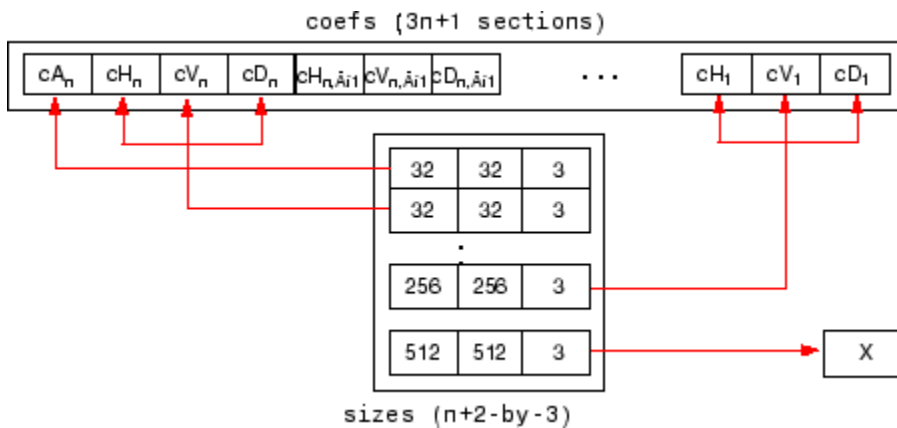 coefs (3n+1 sections)
cAn cHn cVn cDn cHn,Âi1 cVn,Âi1 cDn,Âi1 ... cH1 cV1 cD1
32 32 3
32 32 3
:
256 256 3
512 512 3 X
sizes (n+2-by-3)